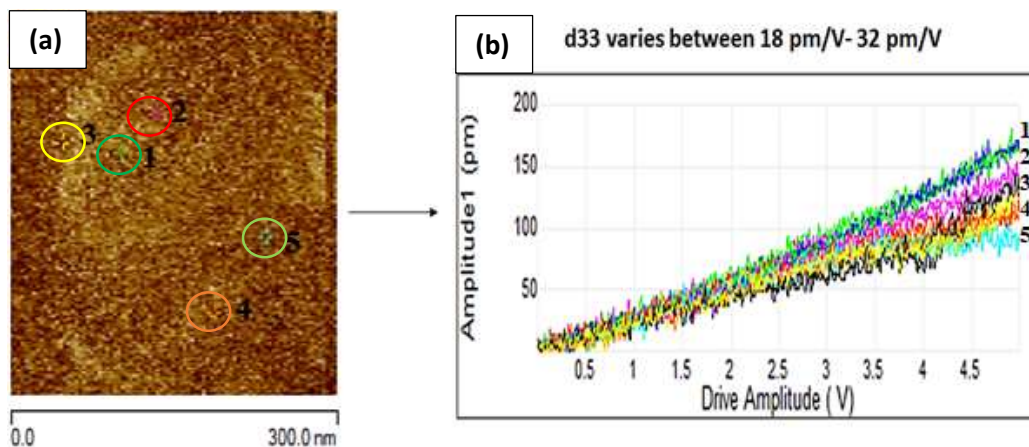 (a)
2
3
1
5
4
0.0 300.0 nm
(b)
d33 varies between 18 pm/V- 32 pm/V
Amplitude1 (pm)
200
150
100
50
0.5 1 1.5 2 2.5 3 3.5 4 4.5
Drive Amplitude ( V)
1
2
3
4
5